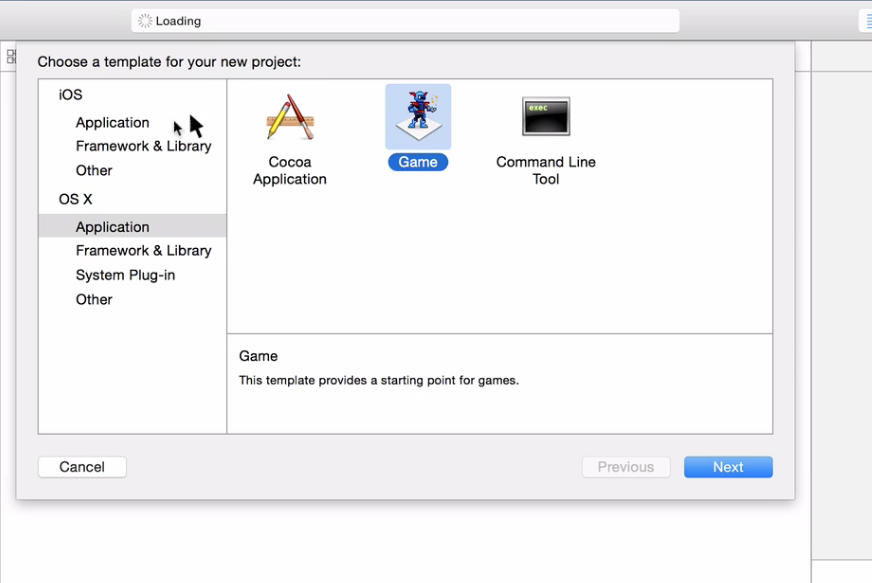 Loading
Choose a template for your new project:
iOS
Application
Framework & Library
Other
OS X
Application
Framework & Library
System Plug-in
Other
Cocoa
Application
Game
exec
Command Line
Tool
Game
This template provides a starting point for games.
Cancel
Previous
Next